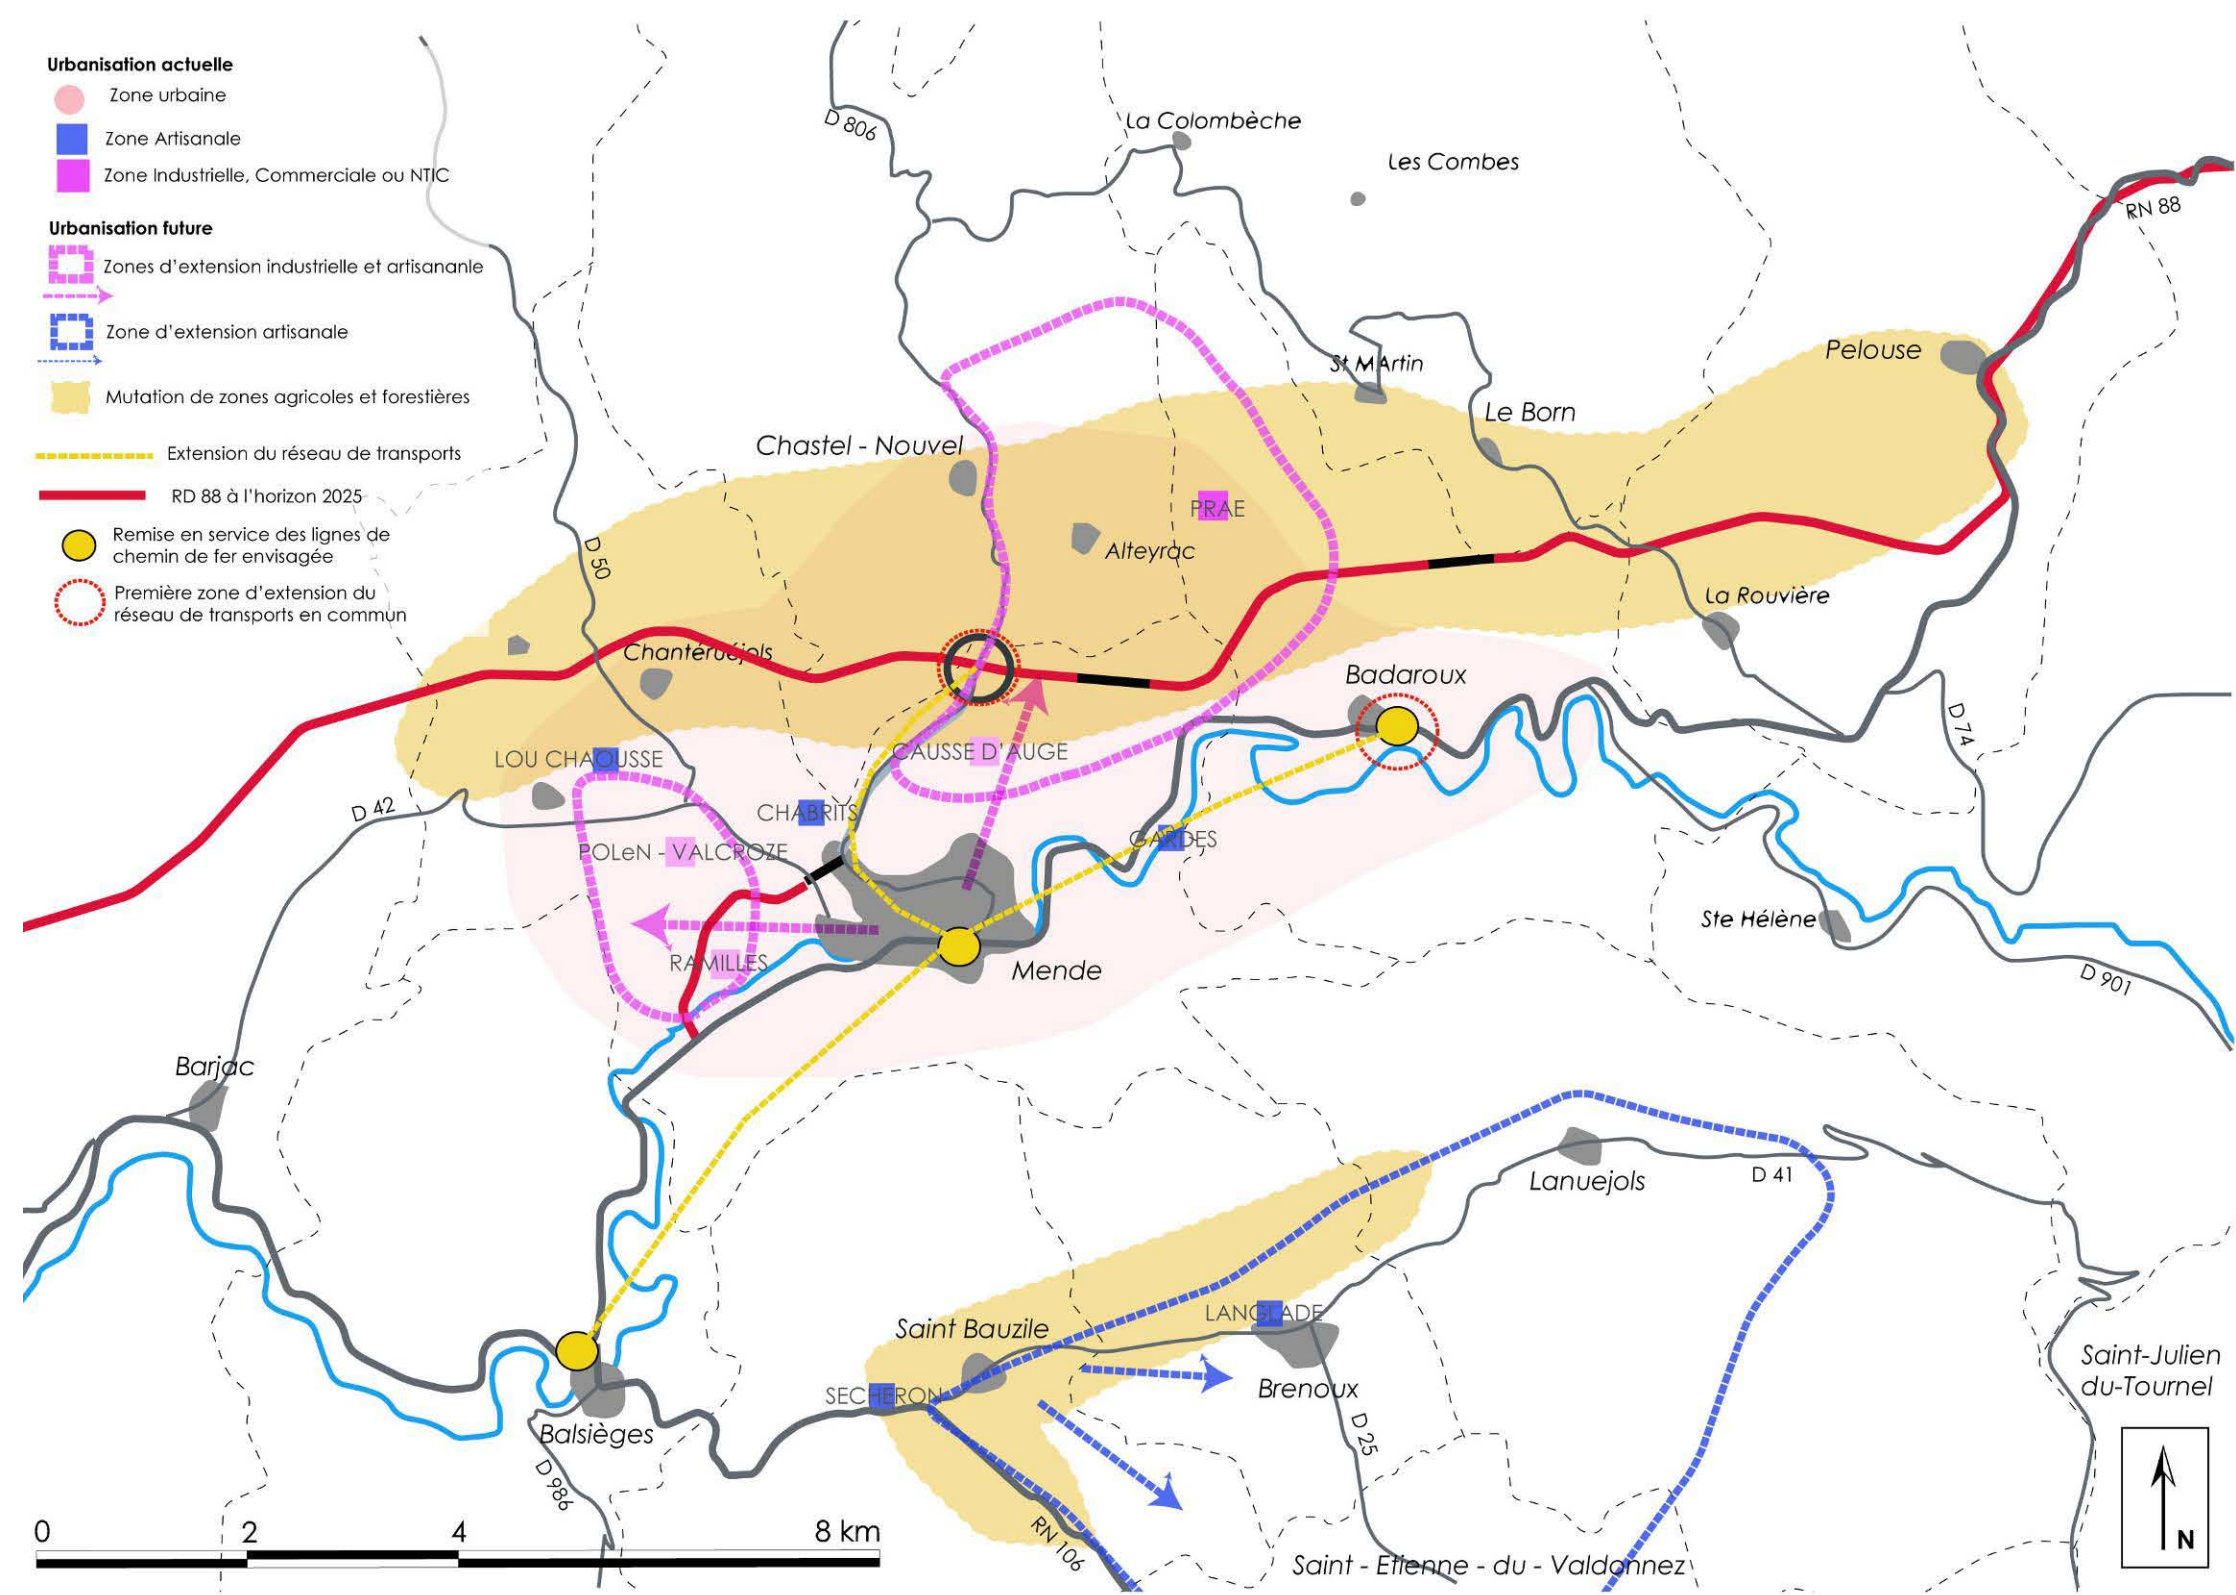 Urbanisation actuelle
Zone urbaine
Zone Artisanale
Zone Industrielle, Commerciale ou NTIC
Urbanisation future
Zones d'extension industrielle et artisananle
Zone d'extension artisanale
Mutation de zones agricoles et forestières
Extension du réseau de transports
RD 88 à l'horizon 2025
Remise en service des lignes de
chemin de fer envisagée
Première zone d'extension du
réseau de transports en commun
D 806
La Colombèche
Les Combes
RN 88
St MArtin
Pelouse
Le Born
Chastel - Nouvel
PRAE
Alteyrac
D 50
La Rouvière
Chanteruéjols
Badaroux
D 74
LOU CHAOUSSE
CAUSSE D'AUGE
D 42
CHABRITS
GARDES
POLeN - VALCROZE
Ste Hélène
RAMILLES
Mende
D 901
Barjac
Lanuejols
D 41
LANGLADE
Saint Bauzile
Saint-Julien
du-Tournel
SECHERON
Brenoux
Balsièges
D 25
D 986
RN 106
Saint - Etienne - du - Valdonnez
0 2 4 8 km
N